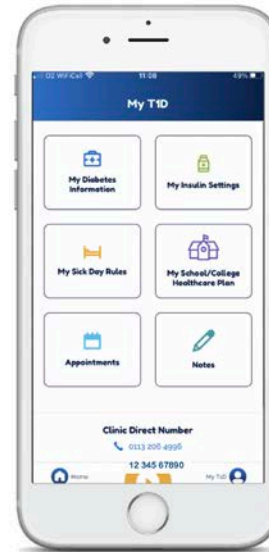 O2 WiFiCall 11:08 49%
My T1D
My Diabetes
Information
My Insulin Settings
My Sick Day Rules
My School/College
Healthcare Plan
Appointments
Notes
Clinic Direct Number
0113 206 4996
12 345 67890
Home
My T1D